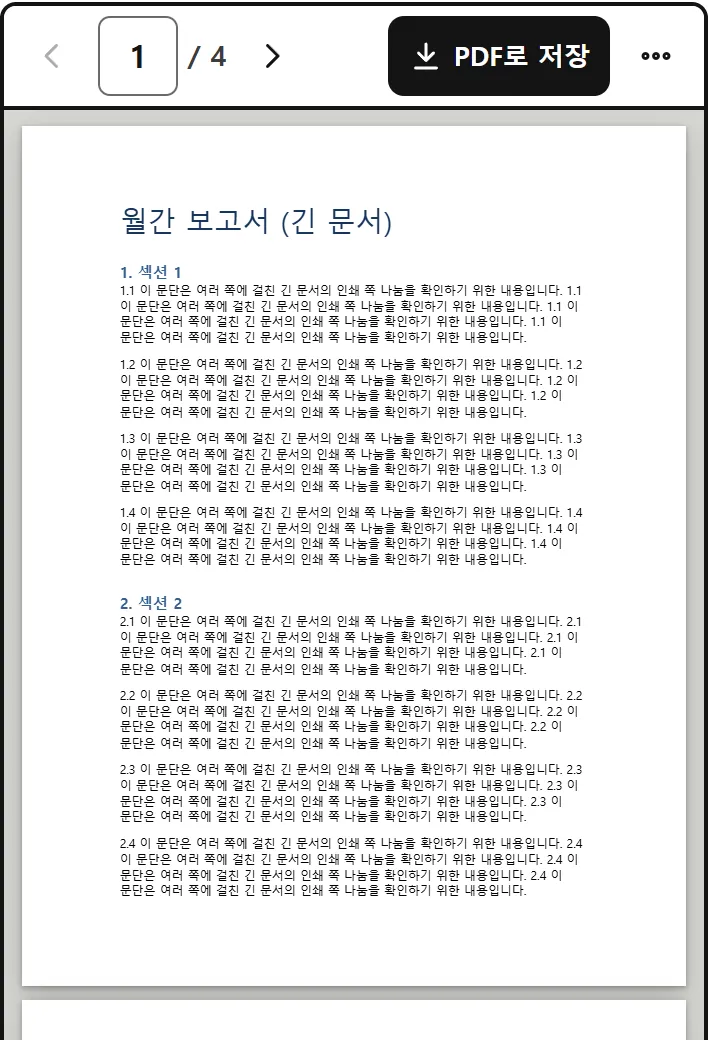 1 / 4 PDF로 저장
월간 보고서 (긴 문서)
1. 섹션 1
1.1 이 문단은 여러 쪽에 걸친 긴 문서의 인쇄 쪽 나눔을 확인하기 위한 내용입니다. 1.1
이 문단은 여러 쪽에 걸친 긴 문서의 인쇄 쪽 나눔을 확인하기 위한 내용입니다. 1.1 이
문단은 여러 쪽에 걸친 긴 문서의 인쇄 쪽 나눔을 확인하기 위한 내용입니다. 1.1 이
문단은 여러 쪽에 걸친 긴 문서의 인쇄 쪽 나눔을 확인하기 위한 내용입니다.
1.2 이 문단은 여러 쪽에 걸친 긴 문서의 인쇄 쪽 나눔을 확인하기 위한 내용입니다. 1.2
이 문단은 여러 쪽에 걸친 긴 문서의 인쇄 쪽 나눔을 확인하기 위한 내용입니다. 1.2 이
문단은 여러 쪽에 걸친 긴 문서의 인쇄 쪽 나눔을 확인하기 위한 내용입니다. 1.2 이
문단은 여러 쪽에 걸친 긴 문서의 인쇄 쪽 나눔을 확인하기 위한 내용입니다.
1.3 이 문단은 여러 쪽에 걸친 긴 문서의 인쇄 쪽 나눔을 확인하기 위한 내용입니다. 1.3
이 문단은 여러 쪽에 걸친 긴 문서의 인쇄 쪽 나눔을 확인하기 위한 내용입니다. 1.3 이
문단은 여러 쪽에 걸친 긴 문서의 인쇄 쪽 나눔을 확인하기 위한 내용입니다. 1.3 이
문단은 여러 쪽에 걸친 긴 문서의 인쇄 쪽 나눔을 확인하기 위한 내용입니다.
1.4 이 문단은 여러 쪽에 걸친 긴 문서의 인쇄 쪽 나눔을 확인하기 위한 내용입니다. 1.4
이 문단은 여러 쪽에 걸친 긴 문서의 인쇄 쪽 나눔을 확인하기 위한 내용입니다. 1.4 이
문단은 여러 쪽에 걸친 긴 문서의 인쇄 쪽 나눔을 확인하기 위한 내용입니다. 1.4 이
문단은 여러 쪽에 걸친 긴 문서의 인쇄 쪽 나눔을 확인하기 위한 내용입니다.
2. 섹션 2
2.1 이 문단은 여러 쪽에 걸친 긴 문서의 인쇄 쪽 나눔을 확인하기 위한 내용입니다. 2.1
이 문단은 여러 쪽에 걸친 긴 문서의 인쇄 쪽 나눔을 확인하기 위한 내용입니다. 2.1 이
문단은 여러 쪽에 걸친 긴 문서의 인쇄 쪽 나눔을 확인하기 위한 내용입니다. 2.1 이
문단은 여러 쪽에 걸친 긴 문서의 인쇄 쪽 나눔을 확인하기 위한 내용입니다.
2.2 이 문단은 여러 쪽에 걸친 긴 문서의 인쇄 쪽 나눔을 확인하기 위한 내용입니다. 2.2
이 문단은 여러 쪽에 걸친 긴 문서의 인쇄 쪽 나눔을 확인하기 위한 내용입니다. 2.2 이
문단은 여러 쪽에 걸친 긴 문서의 인쇄 쪽 나눔을 확인하기 위한 내용입니다. 2.2 이
문단은 여러 쪽에 걸친 긴 문서의 인쇄 쪽 나눔을 확인하기 위한 내용입니다.
2.3 이 문단은 여러 쪽에 걸친 긴 문서의 인쇄 쪽 나눔을 확인하기 위한 내용입니다. 2.3
이 문단은 여러 쪽에 걸친 긴 문서의 인쇄 쪽 나눔을 확인하기 위한 내용입니다. 2.3 이
문단은 여러 쪽에 걸친 긴 문서의 인쇄 쪽 나눔을 확인하기 위한 내용입니다. 2.3 이
문단은 여러 쪽에 걸친 긴 문서의 인쇄 쪽 나눔을 확인하기 위한 내용입니다.
2.4 이 문단은 여러 쪽에 걸친 긴 문서의 인쇄 쪽 나눔을 확인하기 위한 내용입니다. 2.4
이 문단은 여러 쪽에 걸친 긴 문서의 인쇄 쪽 나눔을 확인하기 위한 내용입니다. 2.4 이
문단은 여러 쪽에 걸친 긴 문서의 인쇄 쪽 나눔을 확인하기 위한 내용입니다. 2.4 이
문단은 여러 쪽에 걸친 긴 문서의 인쇄 쪽 나눔을 확인하기 위한 내용입니다.